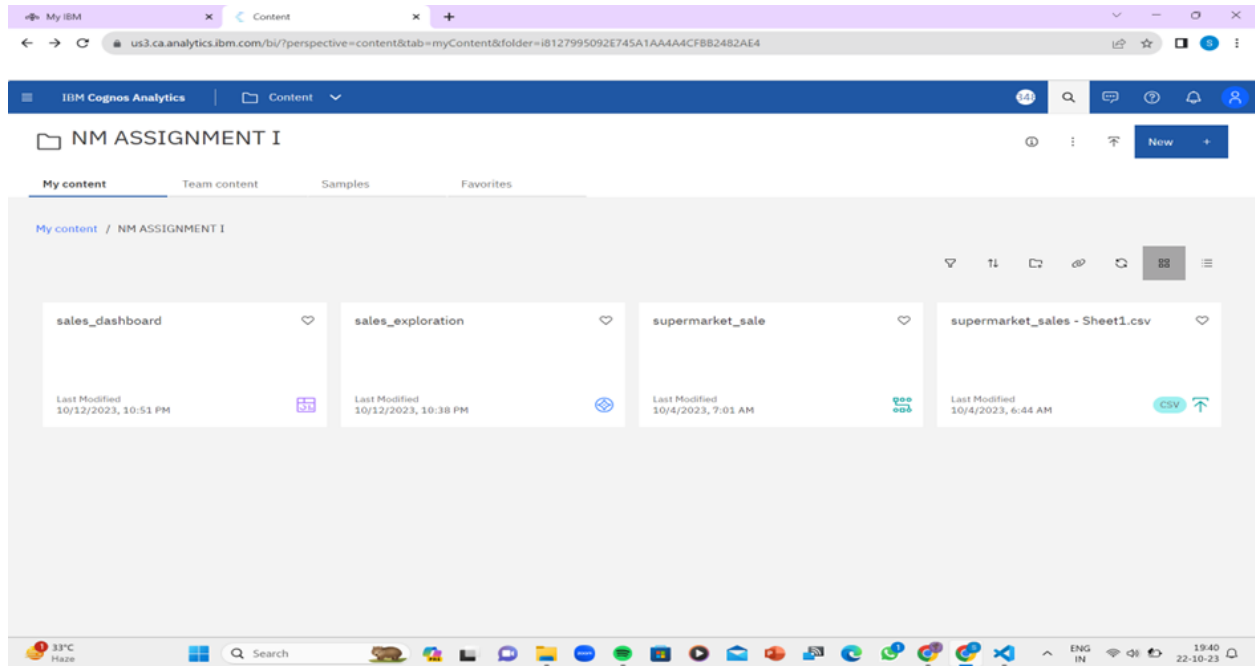 My IBM
Content
us3.ca.analytics.ibm.com/bi/?perspective=content&tab=myContent&folder=i8127995092E745A1AA4A4CFBB2482AE4
S
IBM Cognos Analytics
Content
NM ASSIGNMENT I
New +
My content Team content Samples Favorites
My content / NM ASSIGNMENT I
sales_dashboard sales_exploration supermarket_sale supermarket_sales - Sheet1.csv
Last Modified Last Modified Last Modified Last Modified
10/12/2023, 10:51 PM 10/12/2023, 10:38 PM 10/4/2023, 7:01 AM 10/4/2023, 6:44 AM
CSV
33°C
Haze
Search
ENG
IN
19:40
22-10-23